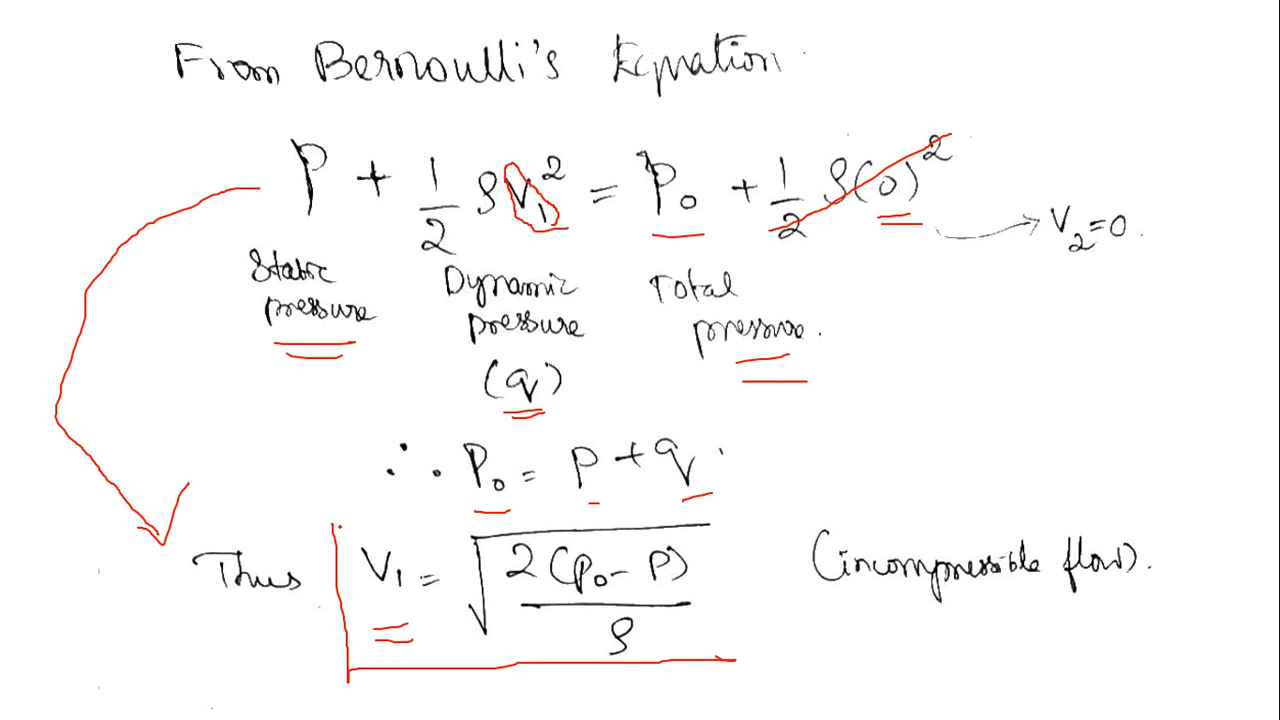 From Bernoulli's Equation
P + 1/2 ρV₁² = P₀ + 1/2 ρ(0)² → V₂=0.
Static pressure
Dynamic pressure (q)
Total pressure.
∴ P₀ = P + q.
Thus V₁ = √(2(P₀ - P)/ρ) (incompressible flow).